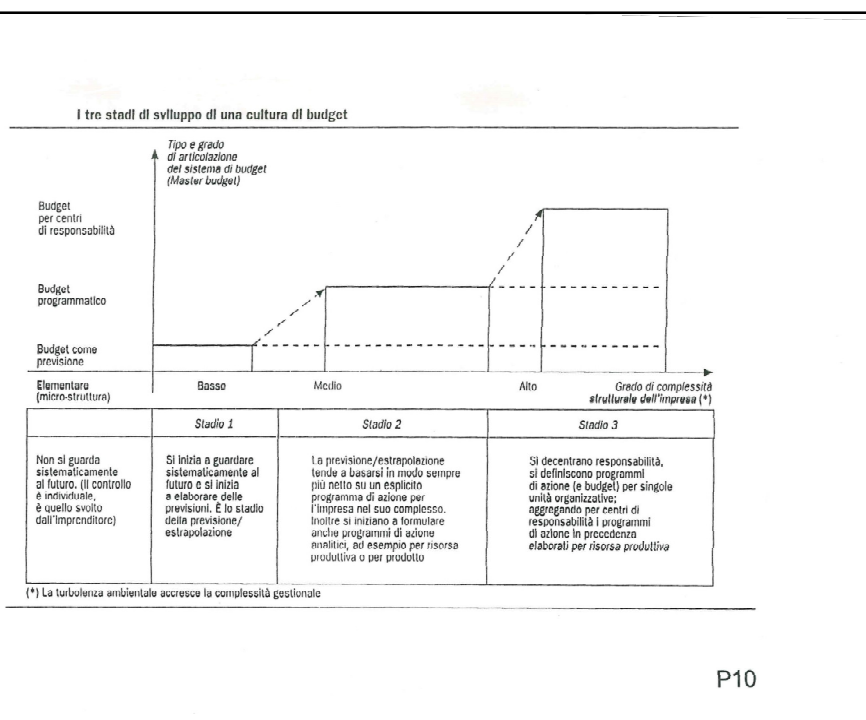 I tre stadi di sviluppo di una cultura di budget
Tipo e grado
di articolazione
del sistema di budget
(Master budget)
Budget
per centri
di responsabilità
Budget
programmatico
Budget come
previsione
Elementare
(micro-struttura)
Basso
Medio
Alto
Grado di complessità
strutturale dell'impresa (*)
Stadio 1
Stadio 2
Stadio 3
Non si guarda
sistematicamente
al futuro. (Il controllo
è individuale,
è quello svolto
dall'imprenditore)
Si inizia a guardare
sistematicamente al
futuro e si inizia
a elaborare delle
previsioni. È lo stadio
della previsione/
estrapolazione
La previsione/estrapolazione
tende a basarsi in modo sempre
più netto su un esplicito
programma di azione per
l'impresa nel suo complesso.
Inoltre si iniziano a formulare
anche programmi di azione
analitici, ad esempio per risorsa
produttiva o per prodotto
Si decentrano responsabilità,
si definiscono programmi
di azione (e budget) per singole
unità organizzative;
aggregando per centri di
responsabilità i programmi
di azione in precedenza
elaborati per risorsa produttiva
(*) La turbolenza ambientale accresce la complessità gestionale
P10